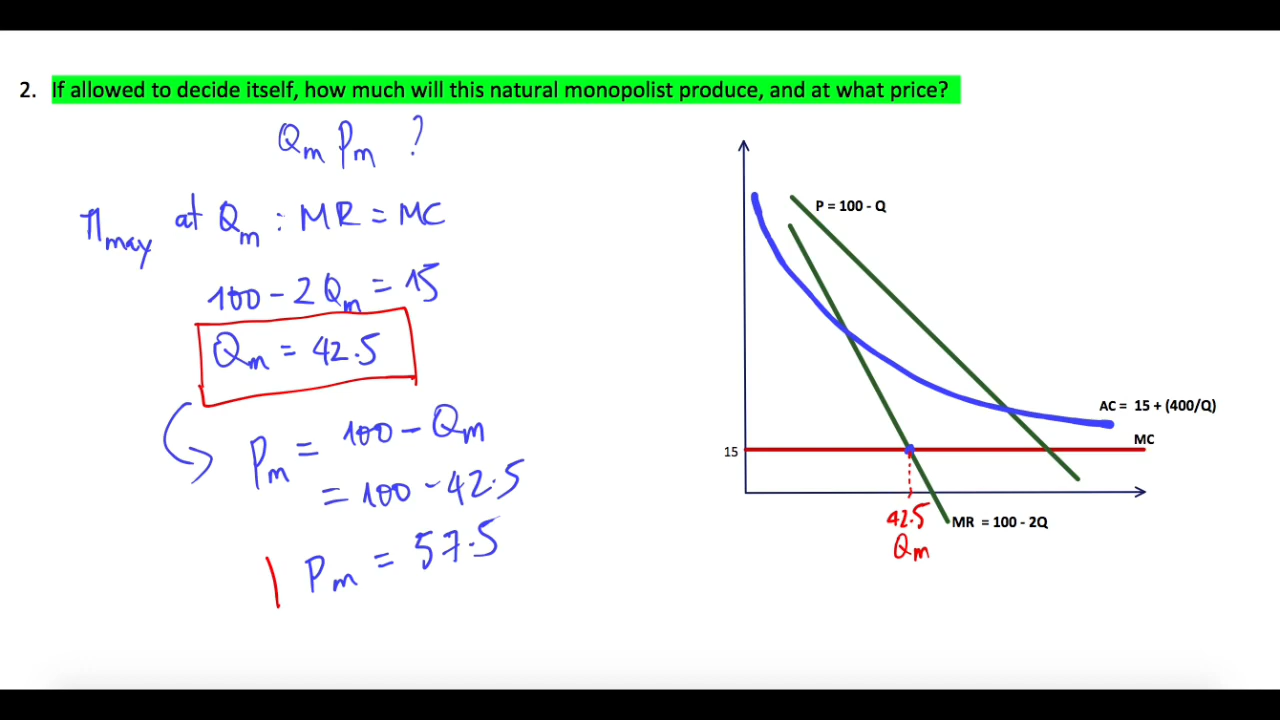 2. If allowed to decide itself, how much will this natural monopolist produce, and at what price?
Qm Pm ?
πmax at Qm : MR = MC
100 - 2Qm = 15
Qm = 42.5
Pm = 100 - Qm
= 100 - 42.5
Pm = 57.5
P = 100 - Q
AC = 15 + (400/Q)
MC
15
42.5
MR = 100 - 2Q
Qm